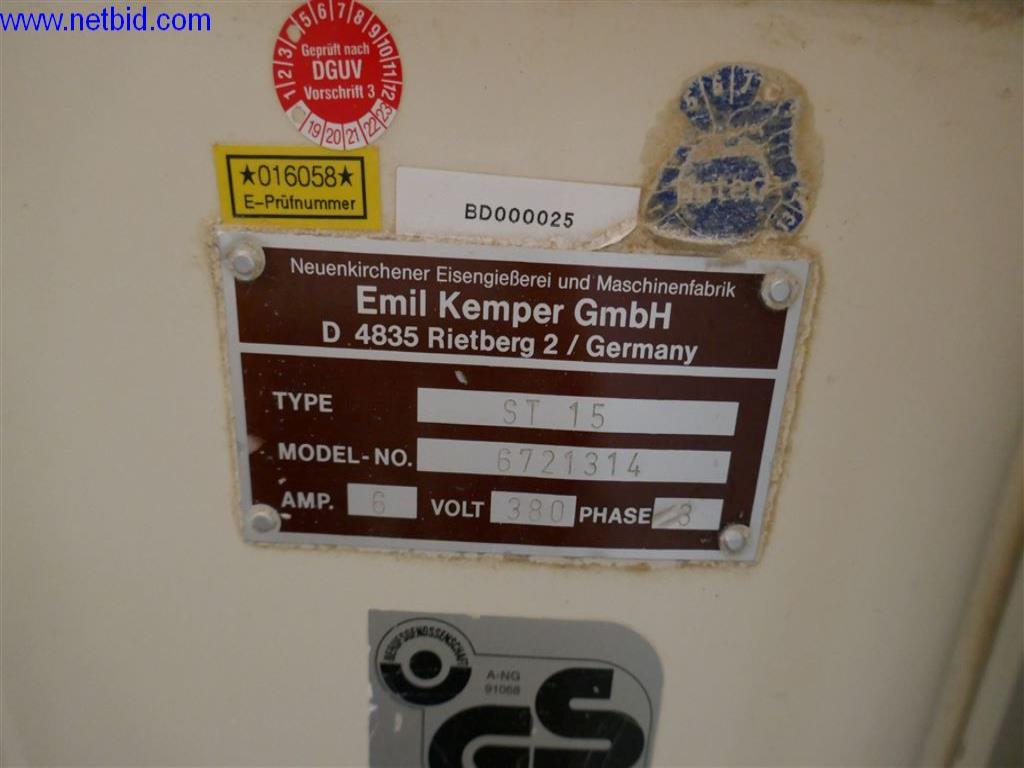 www.netbid.com
1 2 3 5 6 7 8 9 10 11 12
Geprüft nach
DGUV
Vorschrift 3
19 20 21 22 23
★016058★
E-Prüfnummer
BD000025
Neuenkirchener Eisengießerei und Maschinenfabrik
Emil Kemper GmbH
D 4835 Rietberg 2 / Germany
TYPE ST 15
MODEL-NO. 6721314
AMP. 6 VOLT 380 PHASE 3
BERUFSGENOSSENSCHAFT
A-NG
91068
GS